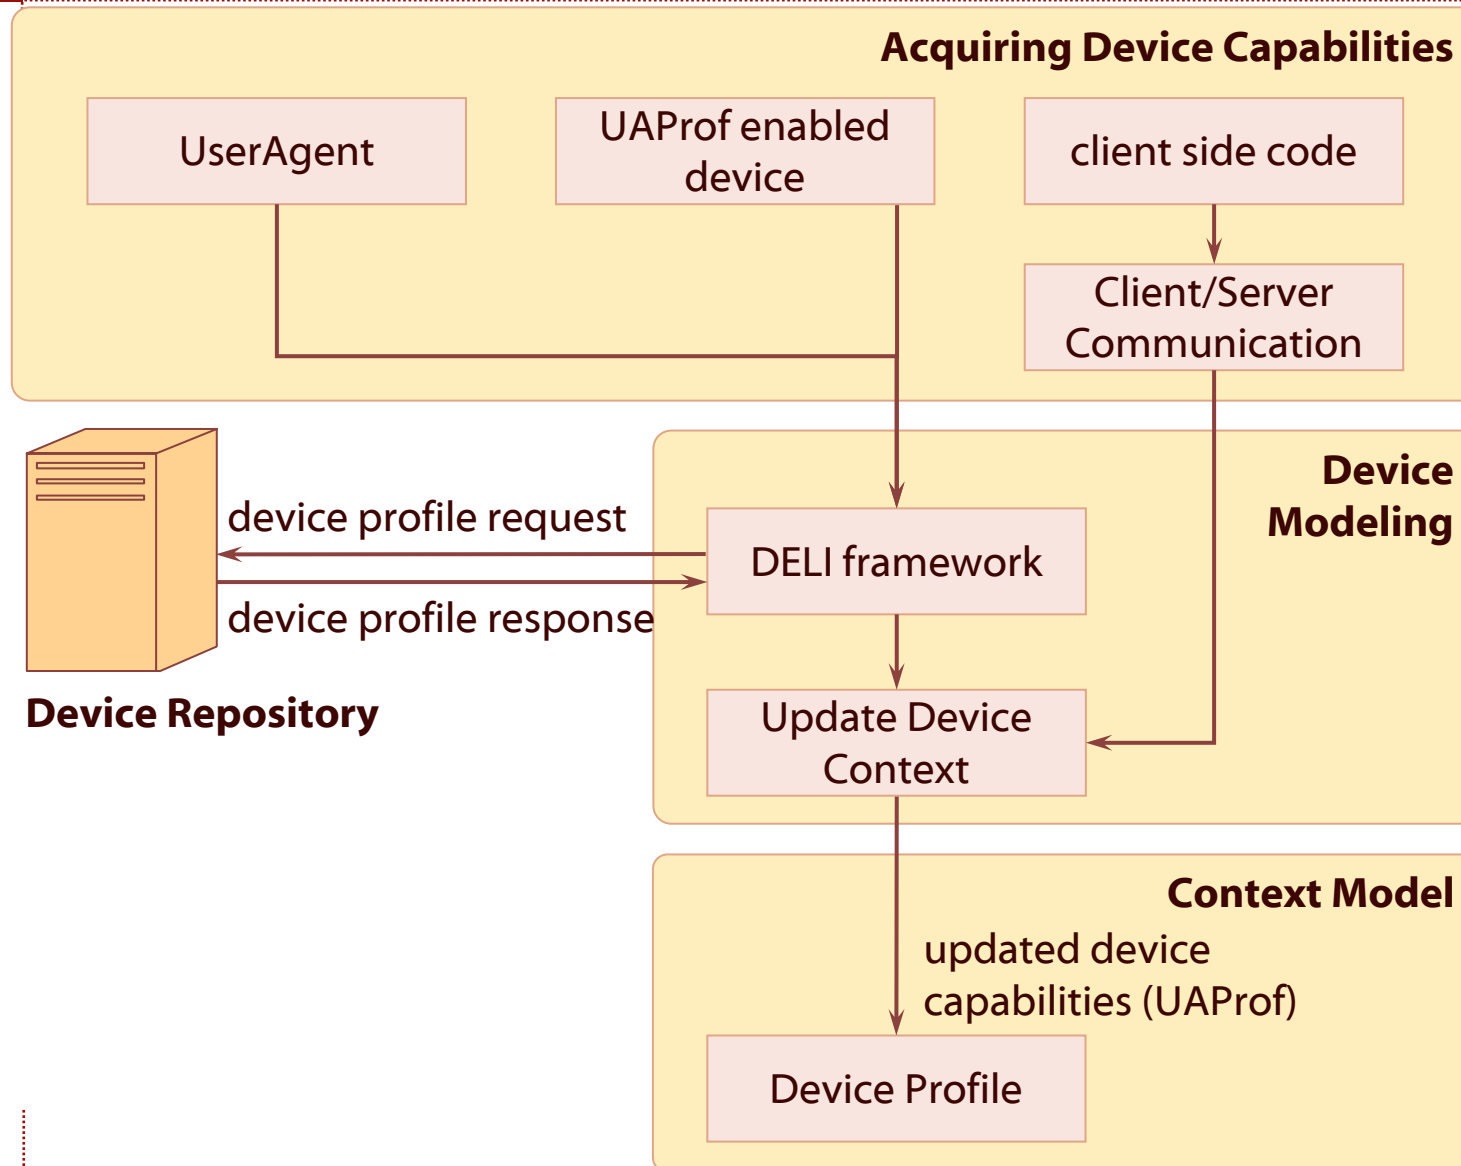 Acquiring Device Capabilities
UserAgent
UAProf enabled
device
client side code
Client/Server
Communication
Device
Modeling
device profile request
DELI framework
device profile response
Device Repository
Update Device
Context
Context Model
updated device
capabilities (UAProf)
Device Profile